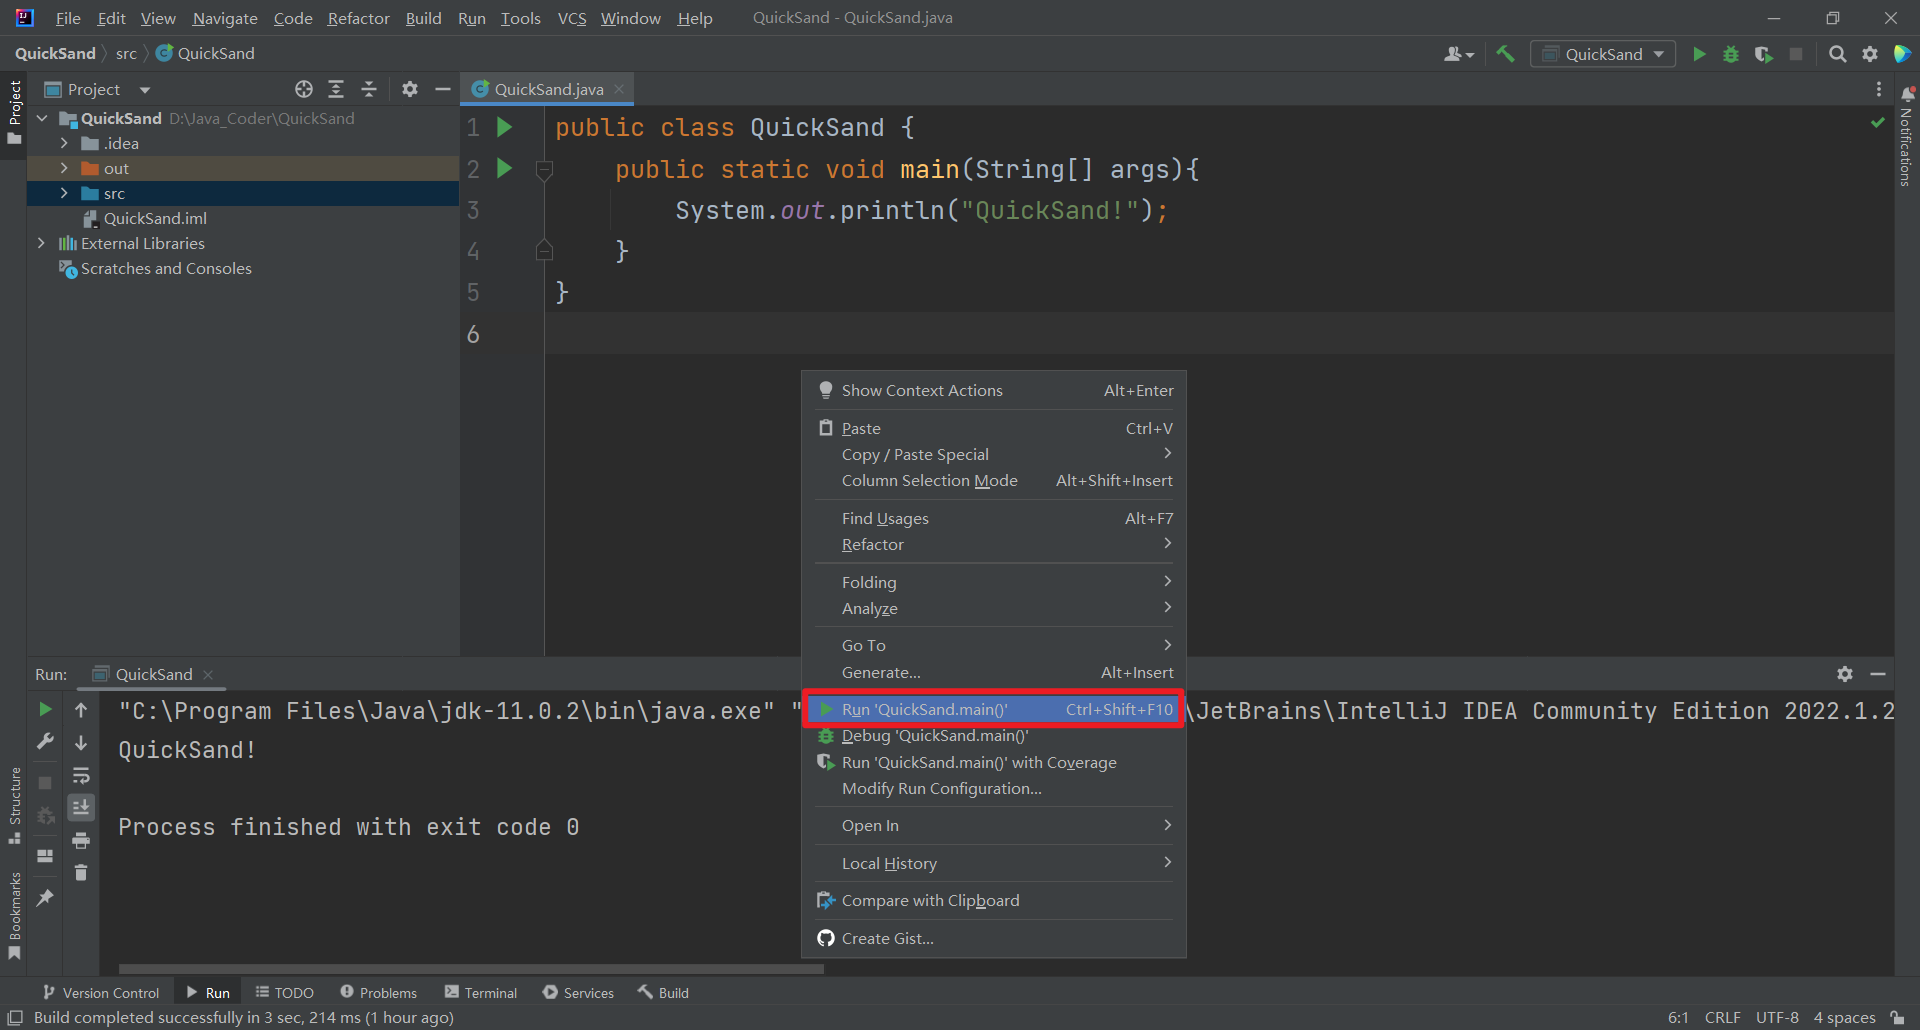 File Edit View Navigate Code Refactor Build Run Tools VCS Window Help QuickSand - QuickSand.java
QuickSand src QuickSand QuickSand
Project
Project
QuickSand.java
Notifications
QuickSand D:\Java_Coder\QuickSand
.idea
out
src
QuickSand.iml
External Libraries
Scratches and Consoles
1 public class QuickSand {
2 public static void main(String[] args){
3 System.out.println("QuickSand!");
4 }
5 }
6
Show Context Actions Alt+Enter
Paste Ctrl+V
Copy / Paste Special
Column Selection Mode Alt+Shift+Insert
Find Usages Alt+F7
Refactor
Folding
Analyze
Go To
Generate... Alt+Insert
Run 'QuickSand.main()' Ctrl+Shift+F10
Debug 'QuickSand.main()'
Run 'QuickSand.main()' with Coverage
Modify Run Configuration...
Open In
Local History
Compare with Clipboard
Create Gist...
Run: QuickSand
"C:\Program Files\Java\jdk-11.0.2\bin\java.exe" " \JetBrains\IntelliJ IDEA Community Edition 2022.1.2
QuickSand!
Process finished with exit code 0
Structure
Bookmarks
Version Control Run TODO Problems Terminal Services Build
Build completed successfully in 3 sec, 214 ms (1 hour ago) 6:1 CRLF UTF-8 4 spaces